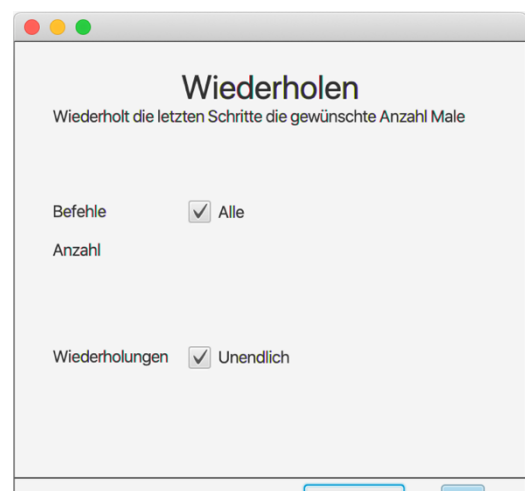 Wiederholen
Wiederholt die letzten Schritte die gewünschte Anzahl Male
Befehle Alle
Anzahl
Wiederholungen Unendlich